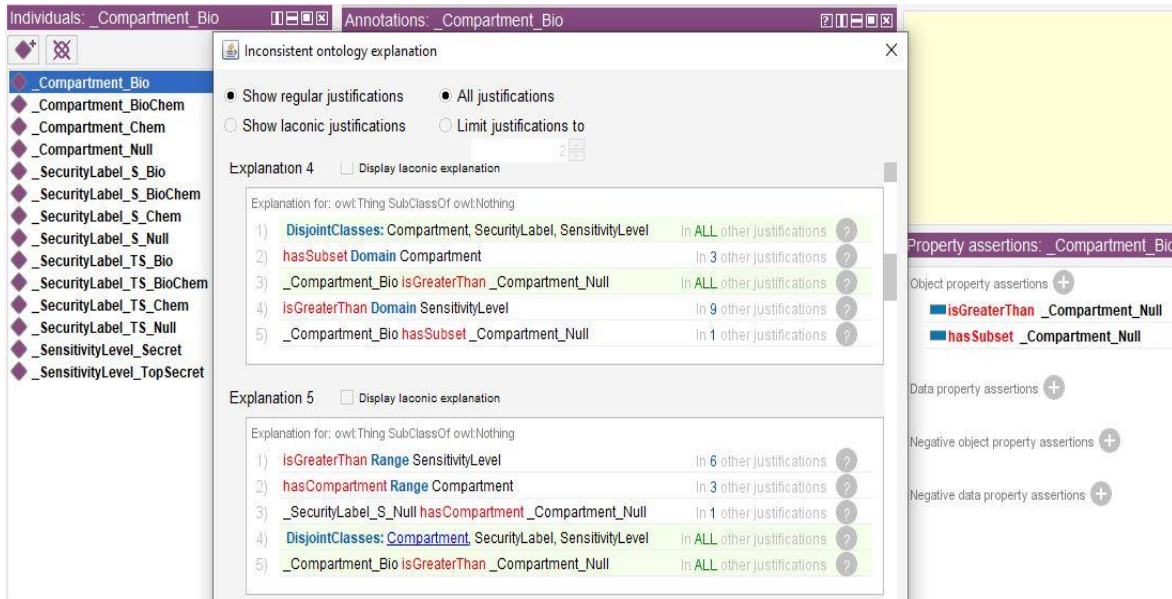 Individuals: _Compartment_Bio
Annotations: _Compartment_Bio
Inconsistent ontology explanation
_Compartment_Bio
_Compartment_BioChem
_Compartment_Chem
_Compartment_Null
_SecurityLabel_S_Bio
_SecurityLabel_S_BioChem
_SecurityLabel_S_Chem
_SecurityLabel_S_Null
_SecurityLabel_TS_Bio
_SecurityLabel_TS_BioChem
_SecurityLabel_TS_Chem
_SecurityLabel_TS_Null
_SensitivityLevel_Secret
_SensitivityLevel_TopSecret
Show regular justifications All justifications
Show laconic justifications Limit justifications to
2
Explanation 4 Display laconic explanation
Explanation for: owl:Thing SubClassOf owl:Nothing
1) DisjointClasses: Compartment, SecurityLabel, SensitivityLevel In ALL other justifications ?
2) hasSubset Domain Compartment In 3 other justifications ?
3) _Compartment_Bio isGreaterThan _Compartment_Null In ALL other justifications ?
4) isGreaterThan Domain SensitivityLevel In 9 other justifications ?
5) _Compartment_Bio hasSubset _Compartment_Null In 1 other justifications ?
Explanation 5 Display laconic explanation
Explanation for: owl:Thing SubClassOf owl:Nothing
1) isGreaterThan Range SensitivityLevel In 6 other justifications ?
2) hasCompartment Range Compartment In 3 other justifications ?
3) _SecurityLabel_S_Null hasCompartment _Compartment_Null In 1 other justifications ?
4) DisjointClasses: Compartment, SecurityLabel, SensitivityLevel In ALL other justifications ?
5) _Compartment_Bio isGreaterThan _Compartment_Null In ALL other justifications ?
Property assertions: _Compartment_Bio
Object property assertions
isGreaterThan _Compartment_Null
hasSubset _Compartment_Null
Data property assertions
Negative object property assertions
Negative data property assertions